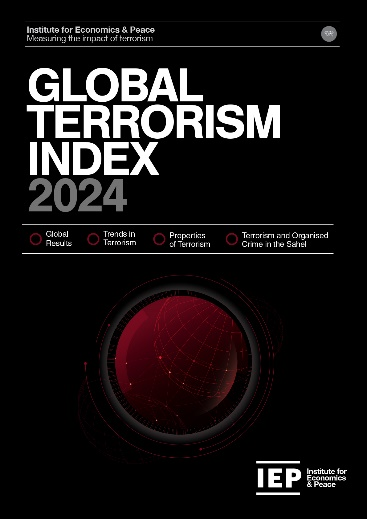 Institute for Economics & Peace
Measuring the impact of terrorism
GLOBAL
TERRORISM
INDEX
2024
Global
Results
Trends in
Terrorism
Properties
of Terrorism
Terrorism and Organised
Crime in the Sahel
IEP
Institute for
Economics
& Peace